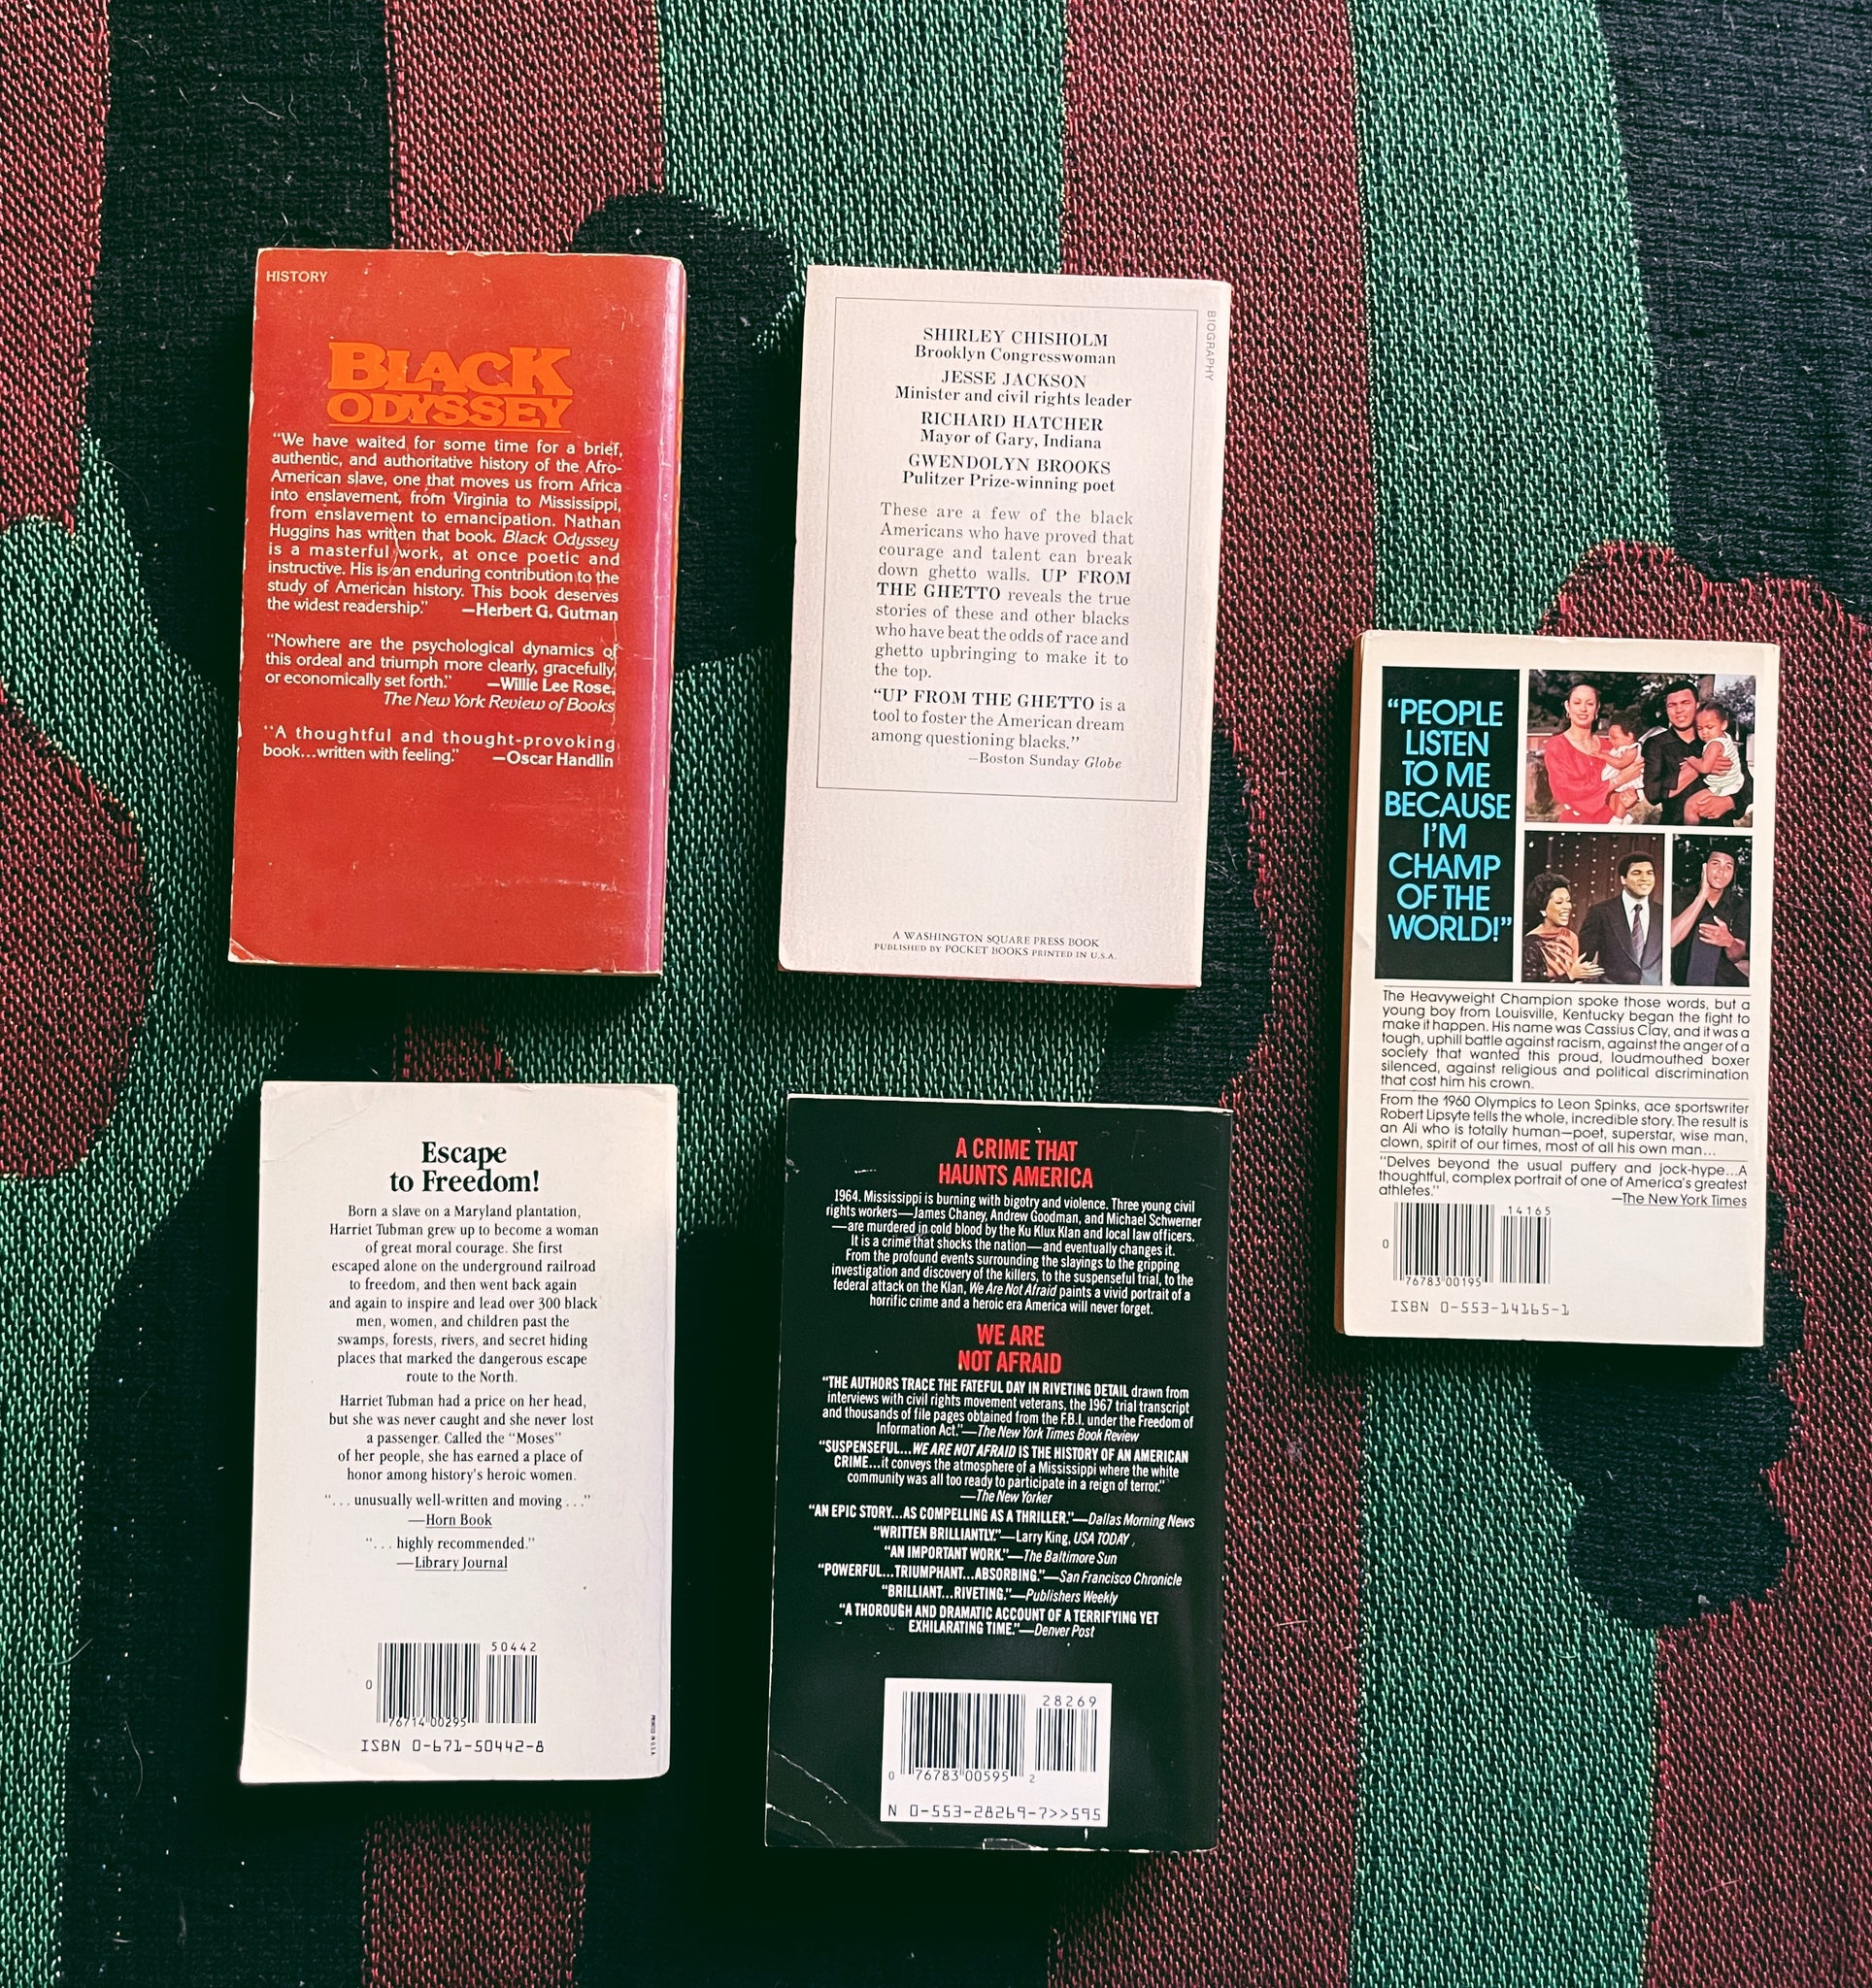 HISTORY
BLACK
ODYSSEY
“We have waited for some time for a brief,
authentic, and authoritative history of the Afro-
American slave, one that moves us from Africa
into enslavement, from Virginia to Mississippi,
from enslavement to emancipation. Nathan
Huggins has written that book. Black Odyssey
is a masterful work, at once poetic and
instructive. His is an enduring contribution to the
study of American history. This book deserves
the widest readership.” —Herbert G. Gutman
“Nowhere are the psychological dynamics of
this ordeal and triumph more clearly, gracefully,
or economically set forth.” —Willie Lee Rose,
The New York Review of Books
“A thoughtful and thought-provoking
book...written with feeling.” —Oscar Handlin
BIOGRAPHY
SHIRLEY CHISHOLM
Brooklyn Congresswoman
JESSE JACKSON
Minister and civil rights leader
RICHARD HATCHER
Mayor of Gary, Indiana
GWENDOLYN BROOKS
Pulitzer Prize-winning poet
These are a few of the black
Americans who have proved that
courage and talent can break
down ghetto walls. UP FROM
THE GHETTO reveals the true
stories of these and other blacks
who have beat the odds of race and
ghetto upbringing to make it to
the top.
“UP FROM THE GHETTO is a
tool to foster the American dream
among questioning blacks.”
—Boston Sunday Globe
A WASHINGTON SQUARE PRESS BOOK
PUBLISHED BY POCKET BOOKS PRINTED IN U.S.A.
“PEOPLE
LISTEN
TO ME
BECAUSE
I’M
CHAMP
OF THE
WORLD!”
The Heavyweight Champion spoke those words, but a
young boy from Louisville, Kentucky began the fight to
make it happen. His name was Cassius Clay, and it was a
tough, uphill battle against racism, against the anger of a
society that wanted this proud, loudmouthed boxer
silenced, against religious and political discrimination
that cost him his crown.
From the 1960 Olympics to Leon Spinks, ace sportswriter
Robert Lipsyte tells the whole, incredible story. The result is
an Ali who is totally human—poet, superstar, wise man,
clown, spirit of our times, most of all his own man...
“Delves beyond the usual puffery and jock-hype...A
thoughtful, complex portrait of one of America’s greatest
athletes.”
—The New York Times
14165
0
76783 00195
ISBN 0-553-14165-1
Escape
to Freedom!
Born a slave on a Maryland plantation,
Harriet Tubman grew up to become a woman
of great moral courage. She first
escaped alone on the underground railroad
to freedom, and then went back again
and again to inspire and lead over 300 black
men, women, and children past the
swamps, forests, rivers, and secret hiding
places that marked the dangerous escape
route to the North.
Harriet Tubman had a price on her head,
but she was never caught and she never lost
a passenger. Called the “Moses”
of her people, she has earned a place of
honor among history’s heroic women.
“. . . unusually well-written and moving . . .”
—Horn Book
“. . . highly recommended.”
—Library Journal
50442
0
76714 00295
ISBN 0-671-50442-8
PRINTED IN U.S.A.
A CRIME THAT
HAUNTS AMERICA
1964. Mississippi is burning with bigotry and violence. Three young civil
rights workers—James Chaney, Andrew Goodman, and Michael Schwerner
—are murdered in cold blood by the Ku Klux Klan and local law officers.
It is a crime that shocks the nation—and eventually changes it.
From the profound events surrounding the slayings to the gripping
investigation and discovery of the killers, to the suspenseful trial, to the
federal attack on the Klan, We Are Not Afraid paints a vivid portrait of a
horrific crime and a heroic era America will never forget.
WE ARE
NOT AFRAID
“THE AUTHORS TRACE THE FATEFUL DAY IN RIVETING DETAIL drawn from
interviews with civil rights movement veterans, the 1967 trial transcript
and thousands of file pages obtained from the F.B.I. under the Freedom of
Information Act.”—The New York Times Book Review
“SUSPENSEFUL...WE ARE NOT AFRAID IS THE HISTORY OF AN AMERICAN
CRIME...it conveys the atmosphere of a Mississippi where the white
community was all too ready to participate in a reign of terror.”
—The New Yorker
“AN EPIC STORY...AS COMPELLING AS A THRILLER.”—Dallas Morning News
“WRITTEN BRILLIANTLY.”—Larry King, USA TODAY
“AN IMPORTANT WORK.”—The Baltimore Sun
“POWERFUL...TRIUMPHANT...ABSORBING.”—San Francisco Chronicle
“BRILLIANT...RIVETING.”—Publishers Weekly
“A THOROUGH AND DRAMATIC ACCOUNT OF A TERRIFYING YET
EXHILARATING TIME.”—Denver Post
28269
0 76783 00595 2
N 0-553-28269-7>>595